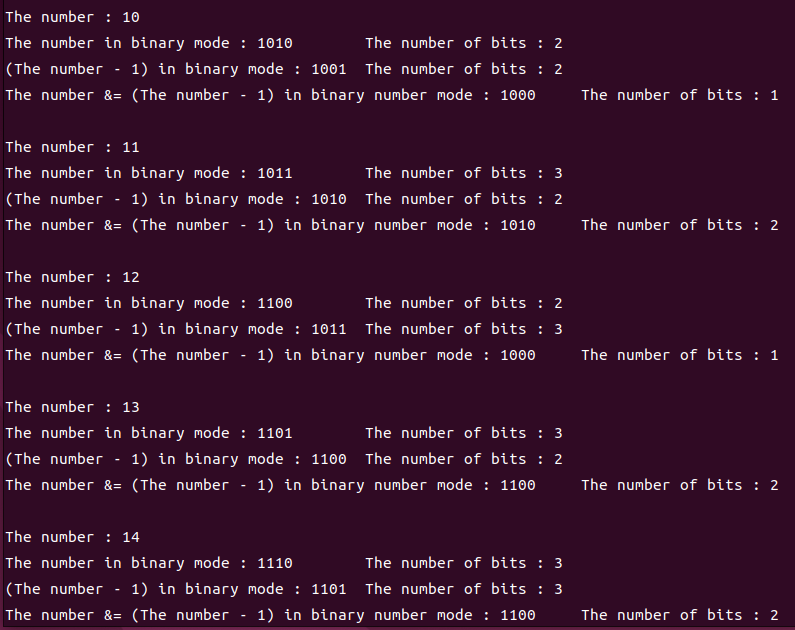 The number : 10
The number in binary mode : 1010 The number of bits : 2
(The number - 1) in binary mode : 1001 The number of bits : 2
The number &= (The number - 1) in binary number mode : 1000 The number of bits : 1
The number : 11
The number in binary mode : 1011 The number of bits : 3
(The number - 1) in binary mode : 1010 The number of bits : 2
The number &= (The number - 1) in binary number mode : 1010 The number of bits : 2
The number : 12
The number in binary mode : 1100 The number of bits : 2
(The number - 1) in binary mode : 1011 The number of bits : 3
The number &= (The number - 1) in binary number mode : 1000 The number of bits : 1
The number : 13
The number in binary mode : 1101 The number of bits : 3
(The number - 1) in binary mode : 1100 The number of bits : 2
The number &= (The number - 1) in binary number mode : 1100 The number of bits : 2
The number : 14
The number in binary mode : 1110 The number of bits : 3
(The number - 1) in binary mode : 1101 The number of bits : 3
The number &= (The number - 1) in binary number mode : 1100 The number of bits : 2